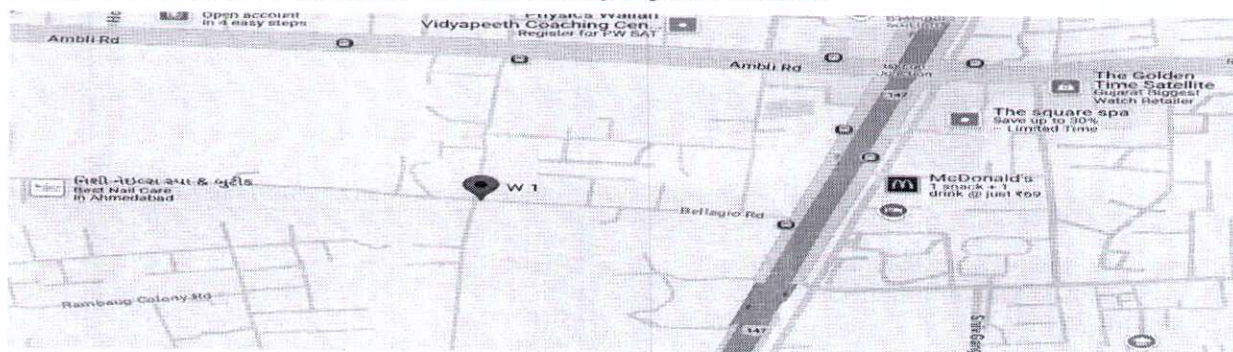 Open account
in 4 easy steps
Physics Wallah
Vidyapeeth Coaching Cen...
Register for PW SAT
Ambli Rd
Ambli Rd
147
The Golden
Time Satellite
Gujarat Biggest
Watch Retailer
The square spa
Save up to 30%
- Limited Time
નિશી નેઇલ્સ સ્પા & બુટીક
Best Nail Care
in Ahmedabad
W 1
McDonald's
1 snack + 1
drink @ just ₹69
Bellagio Rd
Rambaug Colony Rd
147